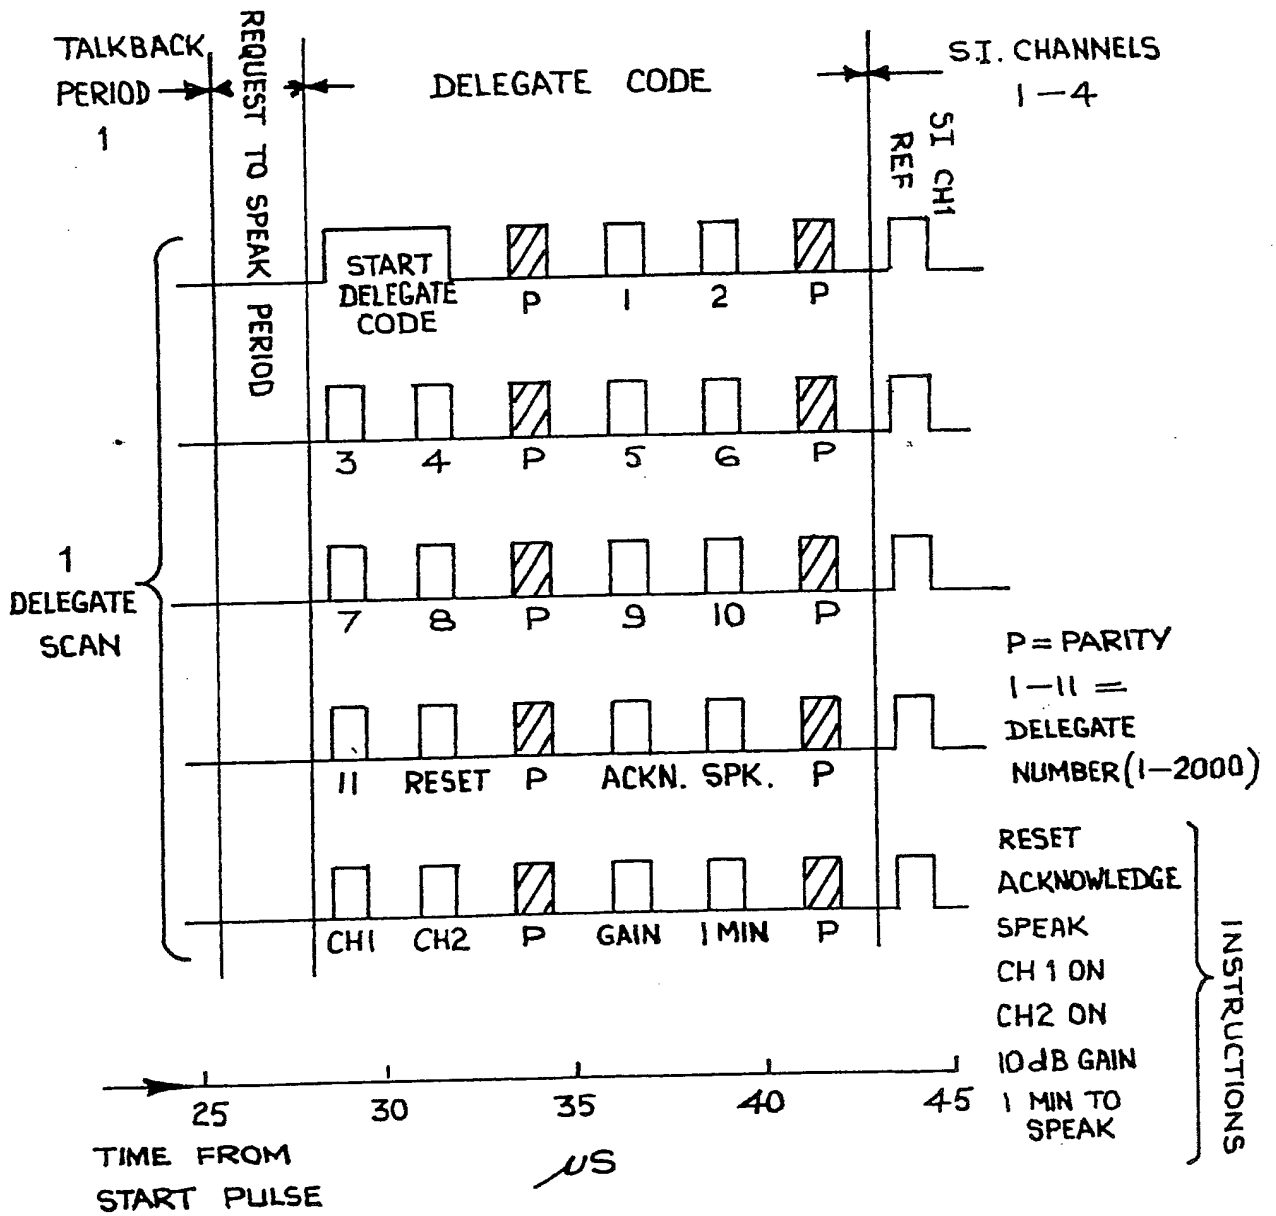 TALKBACK
PERIOD
1
REQUEST TO SPEAK PERIOD
DELEGATE CODE
S.I. CHANNELS
1-4
SI CH1
REF
START
DELEGATE
CODE
P 1 2 P
3 4 P 5 6 P
7 8 P 9 10 P
11 RESET P ACKN. SPK. P
CH1 CH2 P GAIN 1 MIN P
1
DELEGATE
SCAN
P = PARITY
1-11 =
DELEGATE
NUMBER (1-2000)
RESET
ACKNOWLEDGE
SPEAK
CH 1 ON
CH2 ON
10dB GAIN
1 MIN TO
SPEAK
INSTRUCTIONS
25 30 35 40 45
TIME FROM
START PULSE
μS